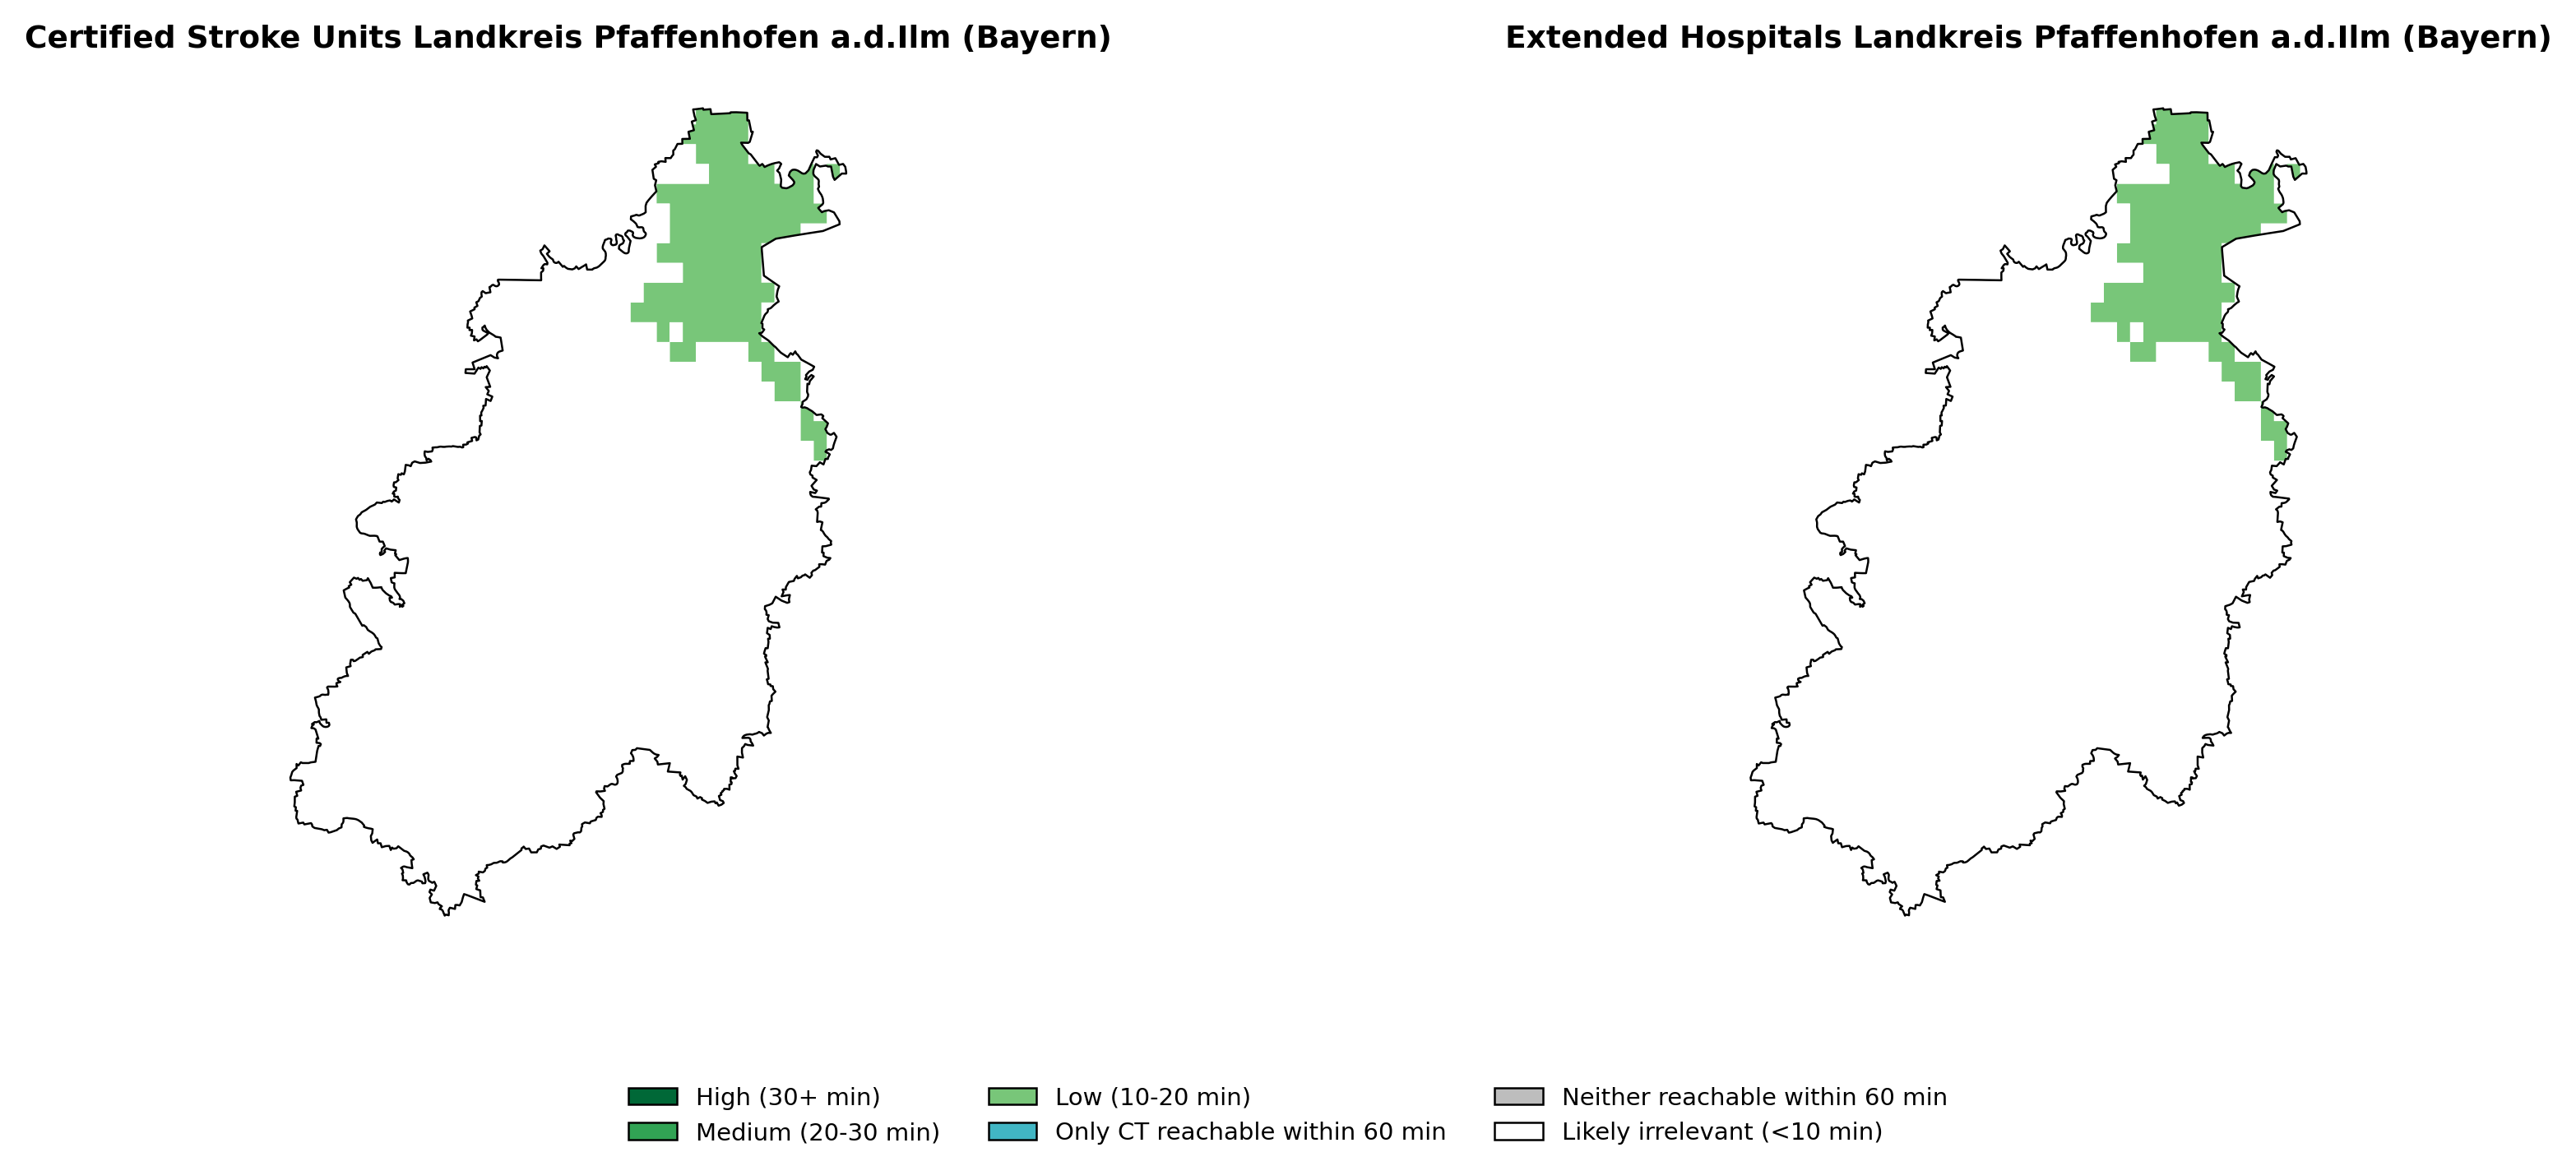 Certified Stroke Units Landkreis Pfaffenhofen a.d.Ilm (Bayern)
Extended Hospitals Landkreis Pfaffenhofen a.d.Ilm (Bayern)
High (30+ min)
Medium (20-30 min)
Low (10-20 min)
Only CT reachable within 60 min
Neither reachable within 60 min
Likely irrelevant (<10 min)